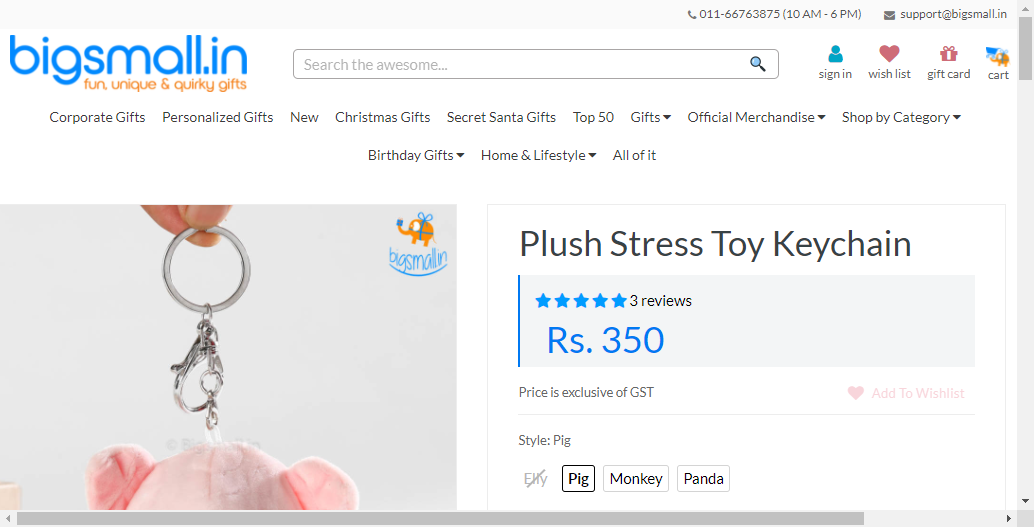 011-66763875 (10 AM - 6 PM) support@bigsmall.in
bigsmall.in
fun, unique & quirky gifts
Search the awesome...
sign in wish list gift card cart
Corporate Gifts Personalized Gifts New Christmas Gifts Secret Santa Gifts Top 50 Gifts Official Merchandise Shop by Category
Birthday Gifts Home & Lifestyle All of it
bigsmall.in
Plush Stress Toy Keychain
3 reviews
Rs. 350
Price is exclusive of GST Add To Wishlist
© Bigsmall.in
Style: Pig
Elly Pig Monkey Panda